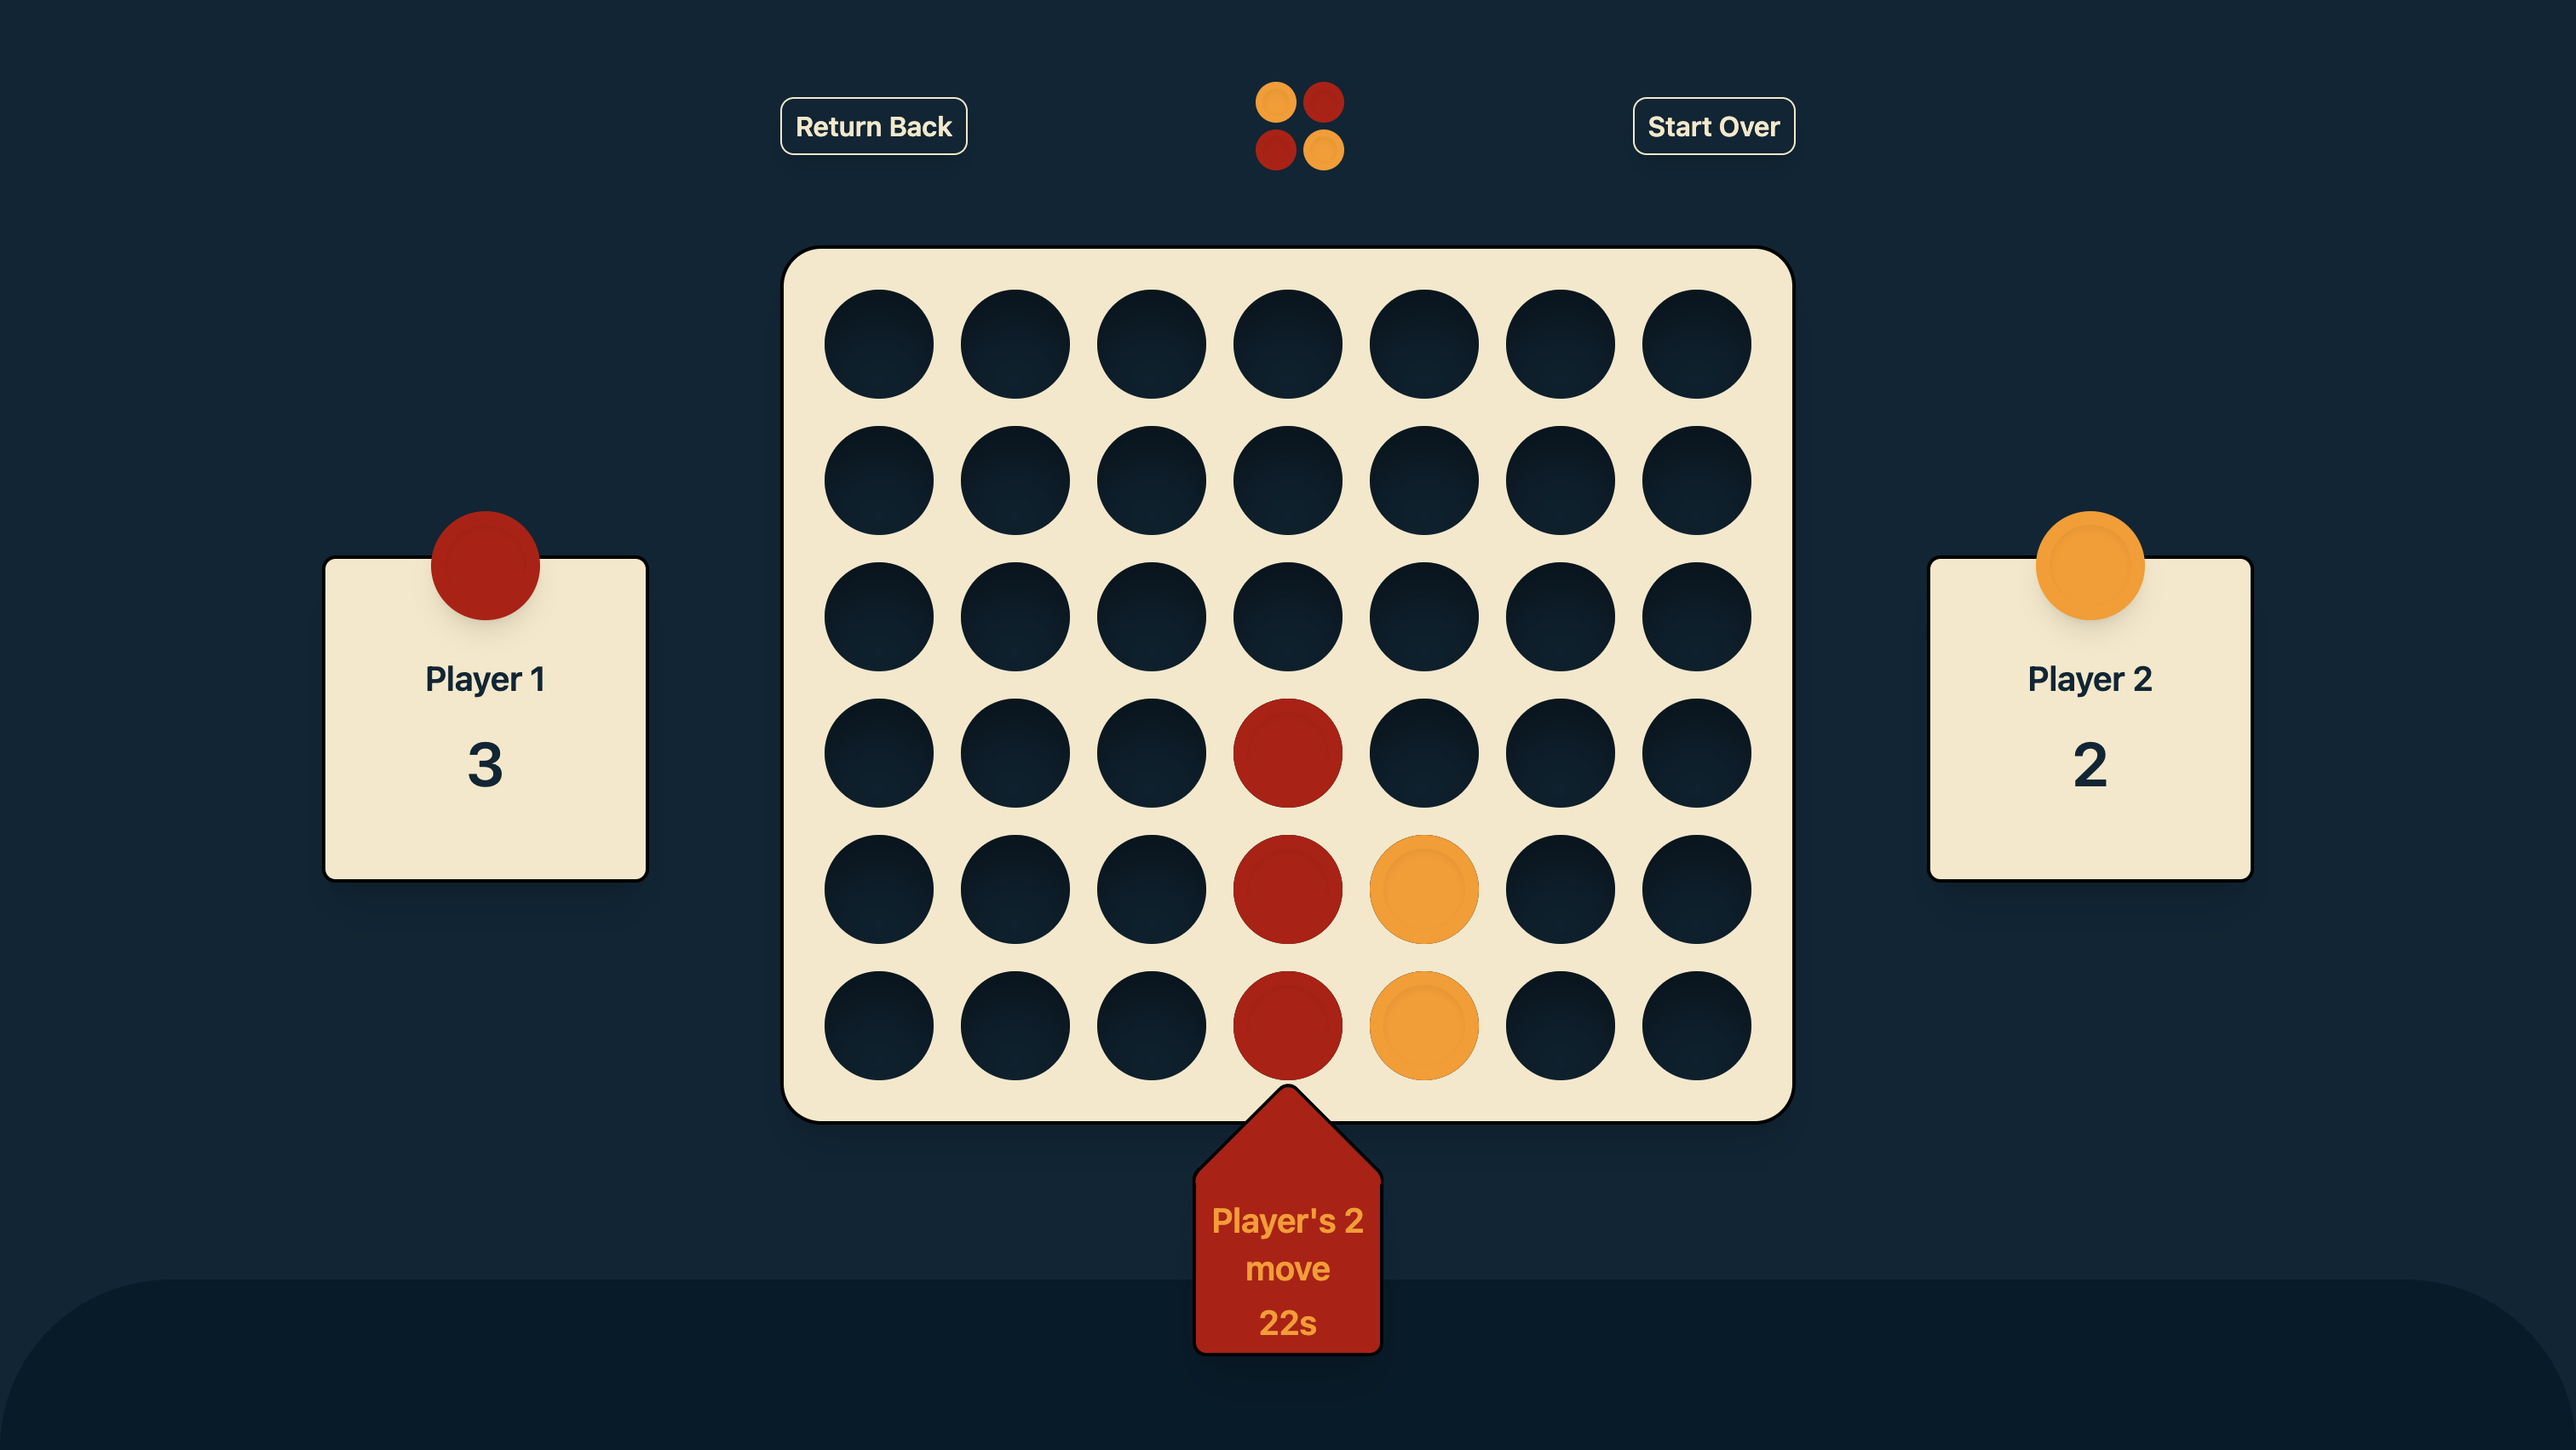 Return Back
Start Over
Player 1
3
Player 2
2
Player's 2
move
22s